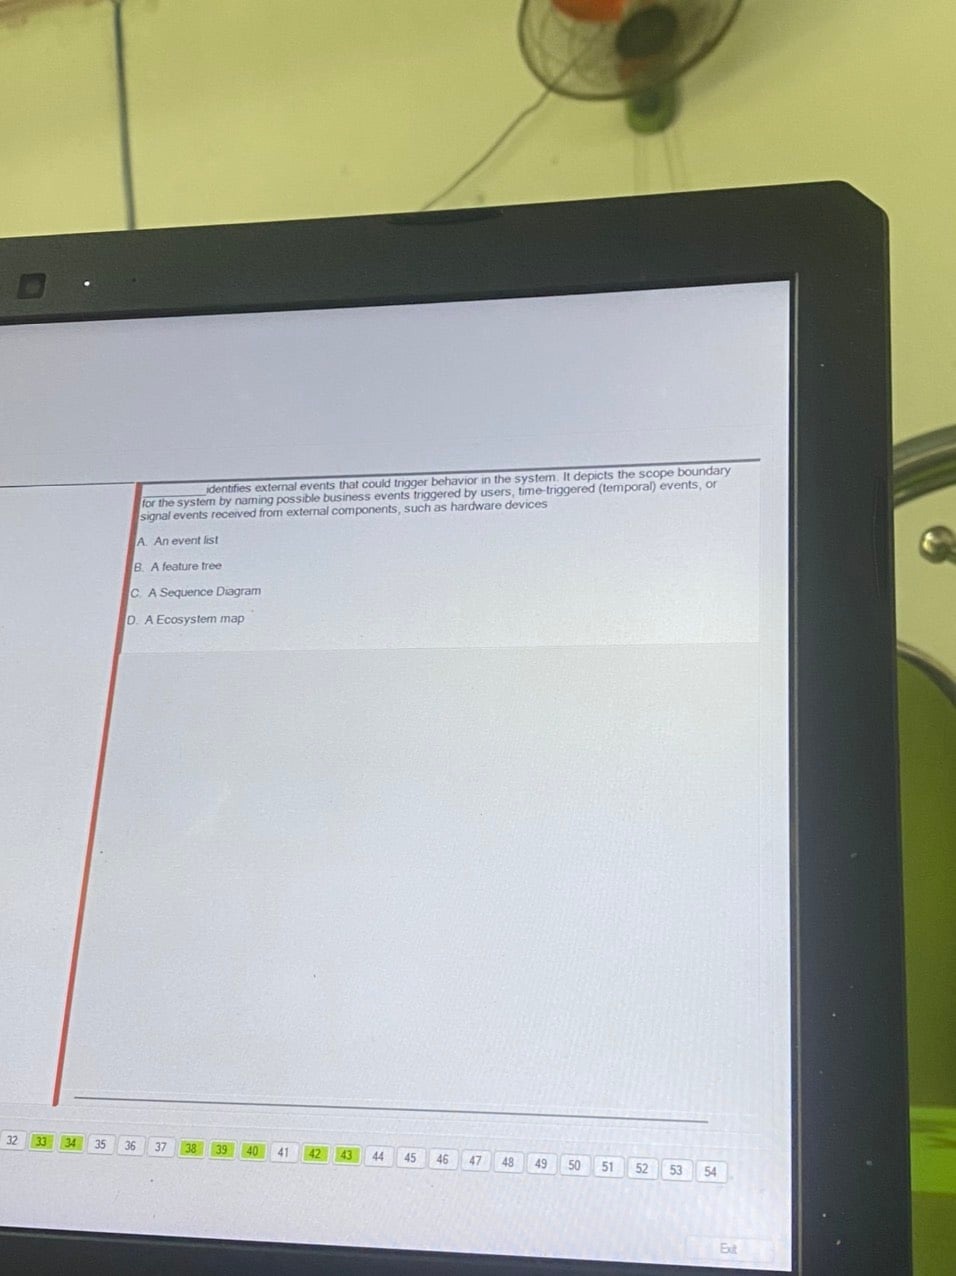 ________identifies external events that could trigger behavior in the system. It depicts the scope boundary
for the system by naming possible business events triggered by users, time-triggered (temporal) events, or
signal events received from external components, such as hardware devices
A. An event list
B. A feature tree
C. A Sequence Diagram
D. A Ecosystem map
32 33 34 35 36 37 38 39 40 41 42 43 44 45 46 47 48 49 50 51 52 53 54
Exit